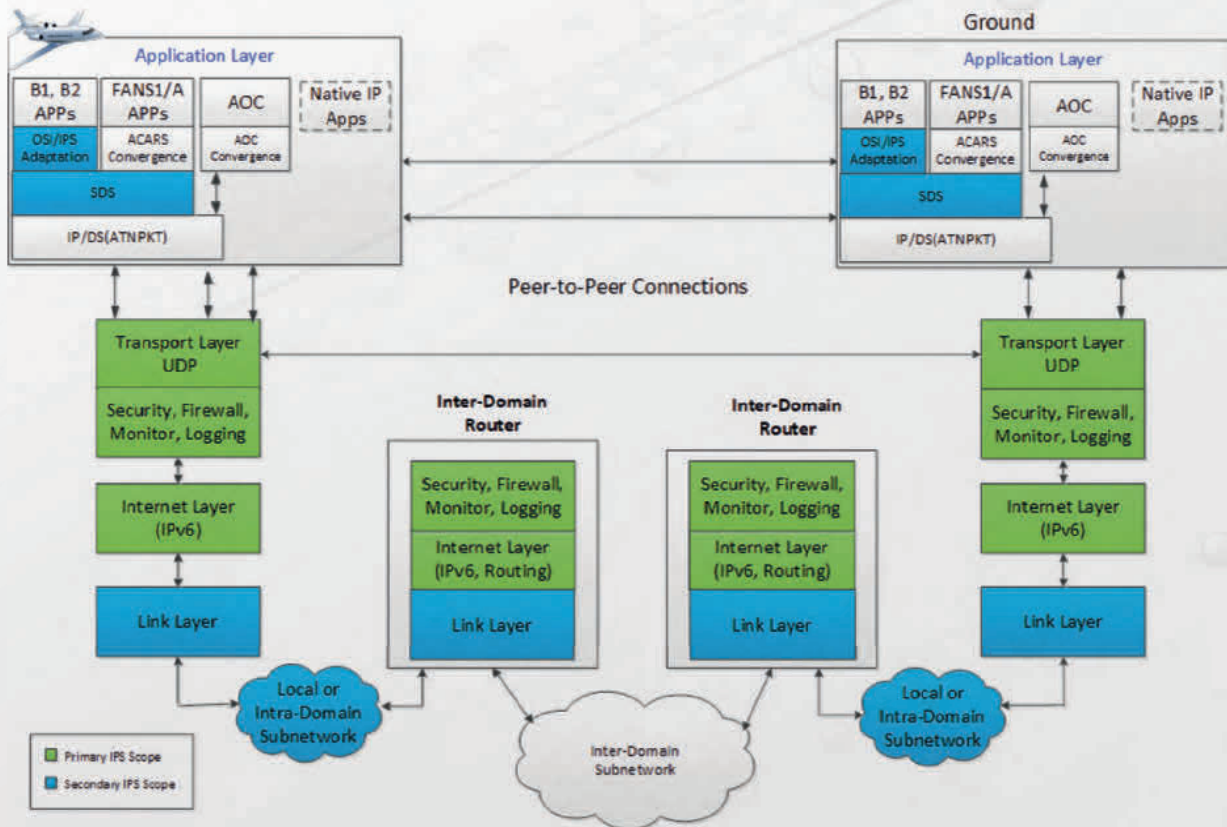 Ground
Application Layer
B1, B2
APPs
FANS1/A
APPs
AOC
Native IP
Apps
OSI/IPS
Adaptation
ACARS
Convergence
AOC
Convergence
SDS
IP/DS(ATNPKT)
Application Layer
B1, B2
APPs
FANS1/A
APPs
AOC
Native IP
Apps
OSI/IPS
Adaptation
ACARS
Convergence
AOC
Convergence
SDS
IP/DS(ATNPKT)
Peer-to-Peer Connections
Transport Layer
UDP
Security, Firewall,
Monitor, Logging
Internet Layer
(IPv6)
Link Layer
Local or
Intra-Domain
Subnetwork
Inter-Domain
Router
Security, Firewall,
Monitor, Logging
Internet Layer
(IPv6, Routing)
Link Layer
Inter-Domain
Subnetwork
Inter-Domain
Router
Security, Firewall,
Monitor, Logging
Internet Layer
(IPv6, Routing)
Link Layer
Local or
Intra-Domain
Subnetwork
Transport Layer
UDP
Security, Firewall,
Monitor, Logging
Internet Layer
(IPv6)
Link Layer
Primary IPS Scope
Secondary IPS Scope